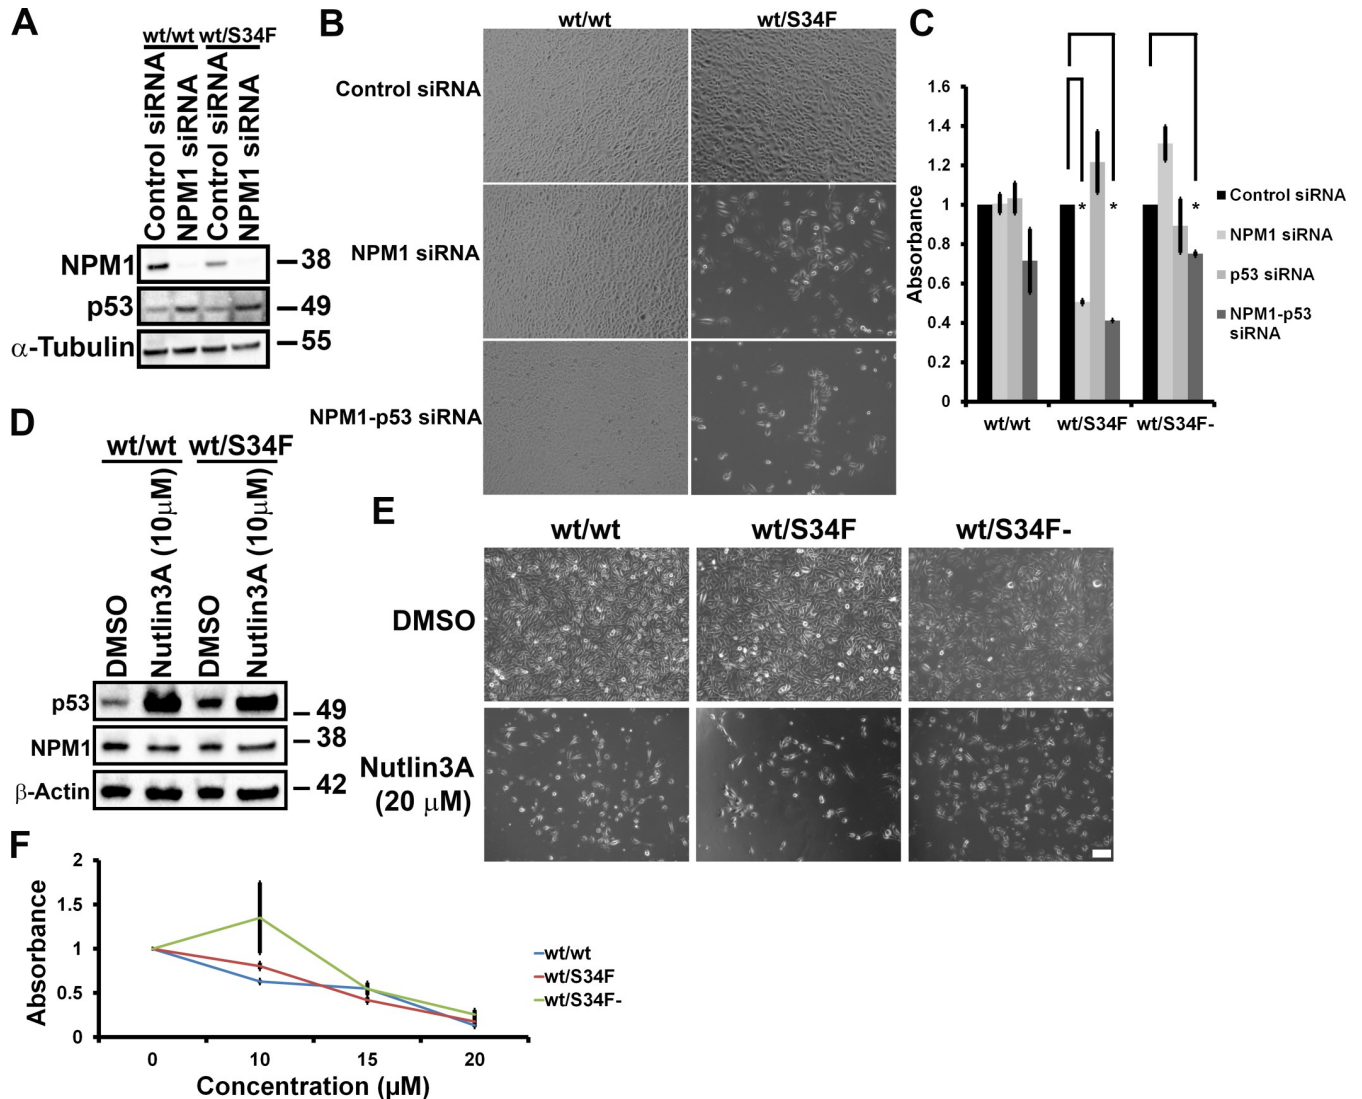 A
wt/wt wt/S34F
Control siRNA
NPM1 siRNA
Control siRNA
NPM1 siRNA
NPM1
38
p53
49
α-Tubulin
55
B
wt/wt wt/S34F
Control siRNA
NPM1 siRNA
NPM1-p53 siRNA
C
Absorbance
1.6
1.4
1.2
1
0.8
0.6
0.4
0.2
0
* * *
wt/wt wt/S34F wt/S34F-
Control siRNA
NPM1 siRNA
p53 siRNA
NPM1-p53
siRNA
D
wt/wt wt/S34F
DMSO
Nutlin3A (10µM)
DMSO
Nutlin3A (10µM)
p53
49
NPM1
38
β-Actin
42
E
wt/wt wt/S34F wt/S34F-
DMSO
Nutlin3A
(20 µM)
F
Absorbance
2
1.5
1
0.5
0
0 10 15 20
Concentration (µM)
wt/wt
wt/S34F
wt/S34F-